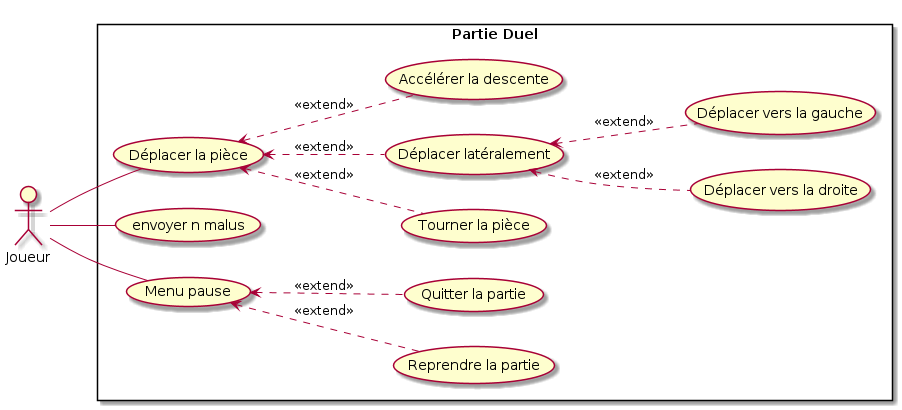 Partie Duel
Accélérer la descente
«extend»
Déplacer vers la gauche
«extend»
Déplacer la pièce
«extend»
Déplacer latéralement
«extend»
«extend»
Déplacer vers la droite
envoyer n malus
Tourner la pièce
Joueur
Menu pause
«extend»
Quitter la partie
«extend»
Reprendre la partie